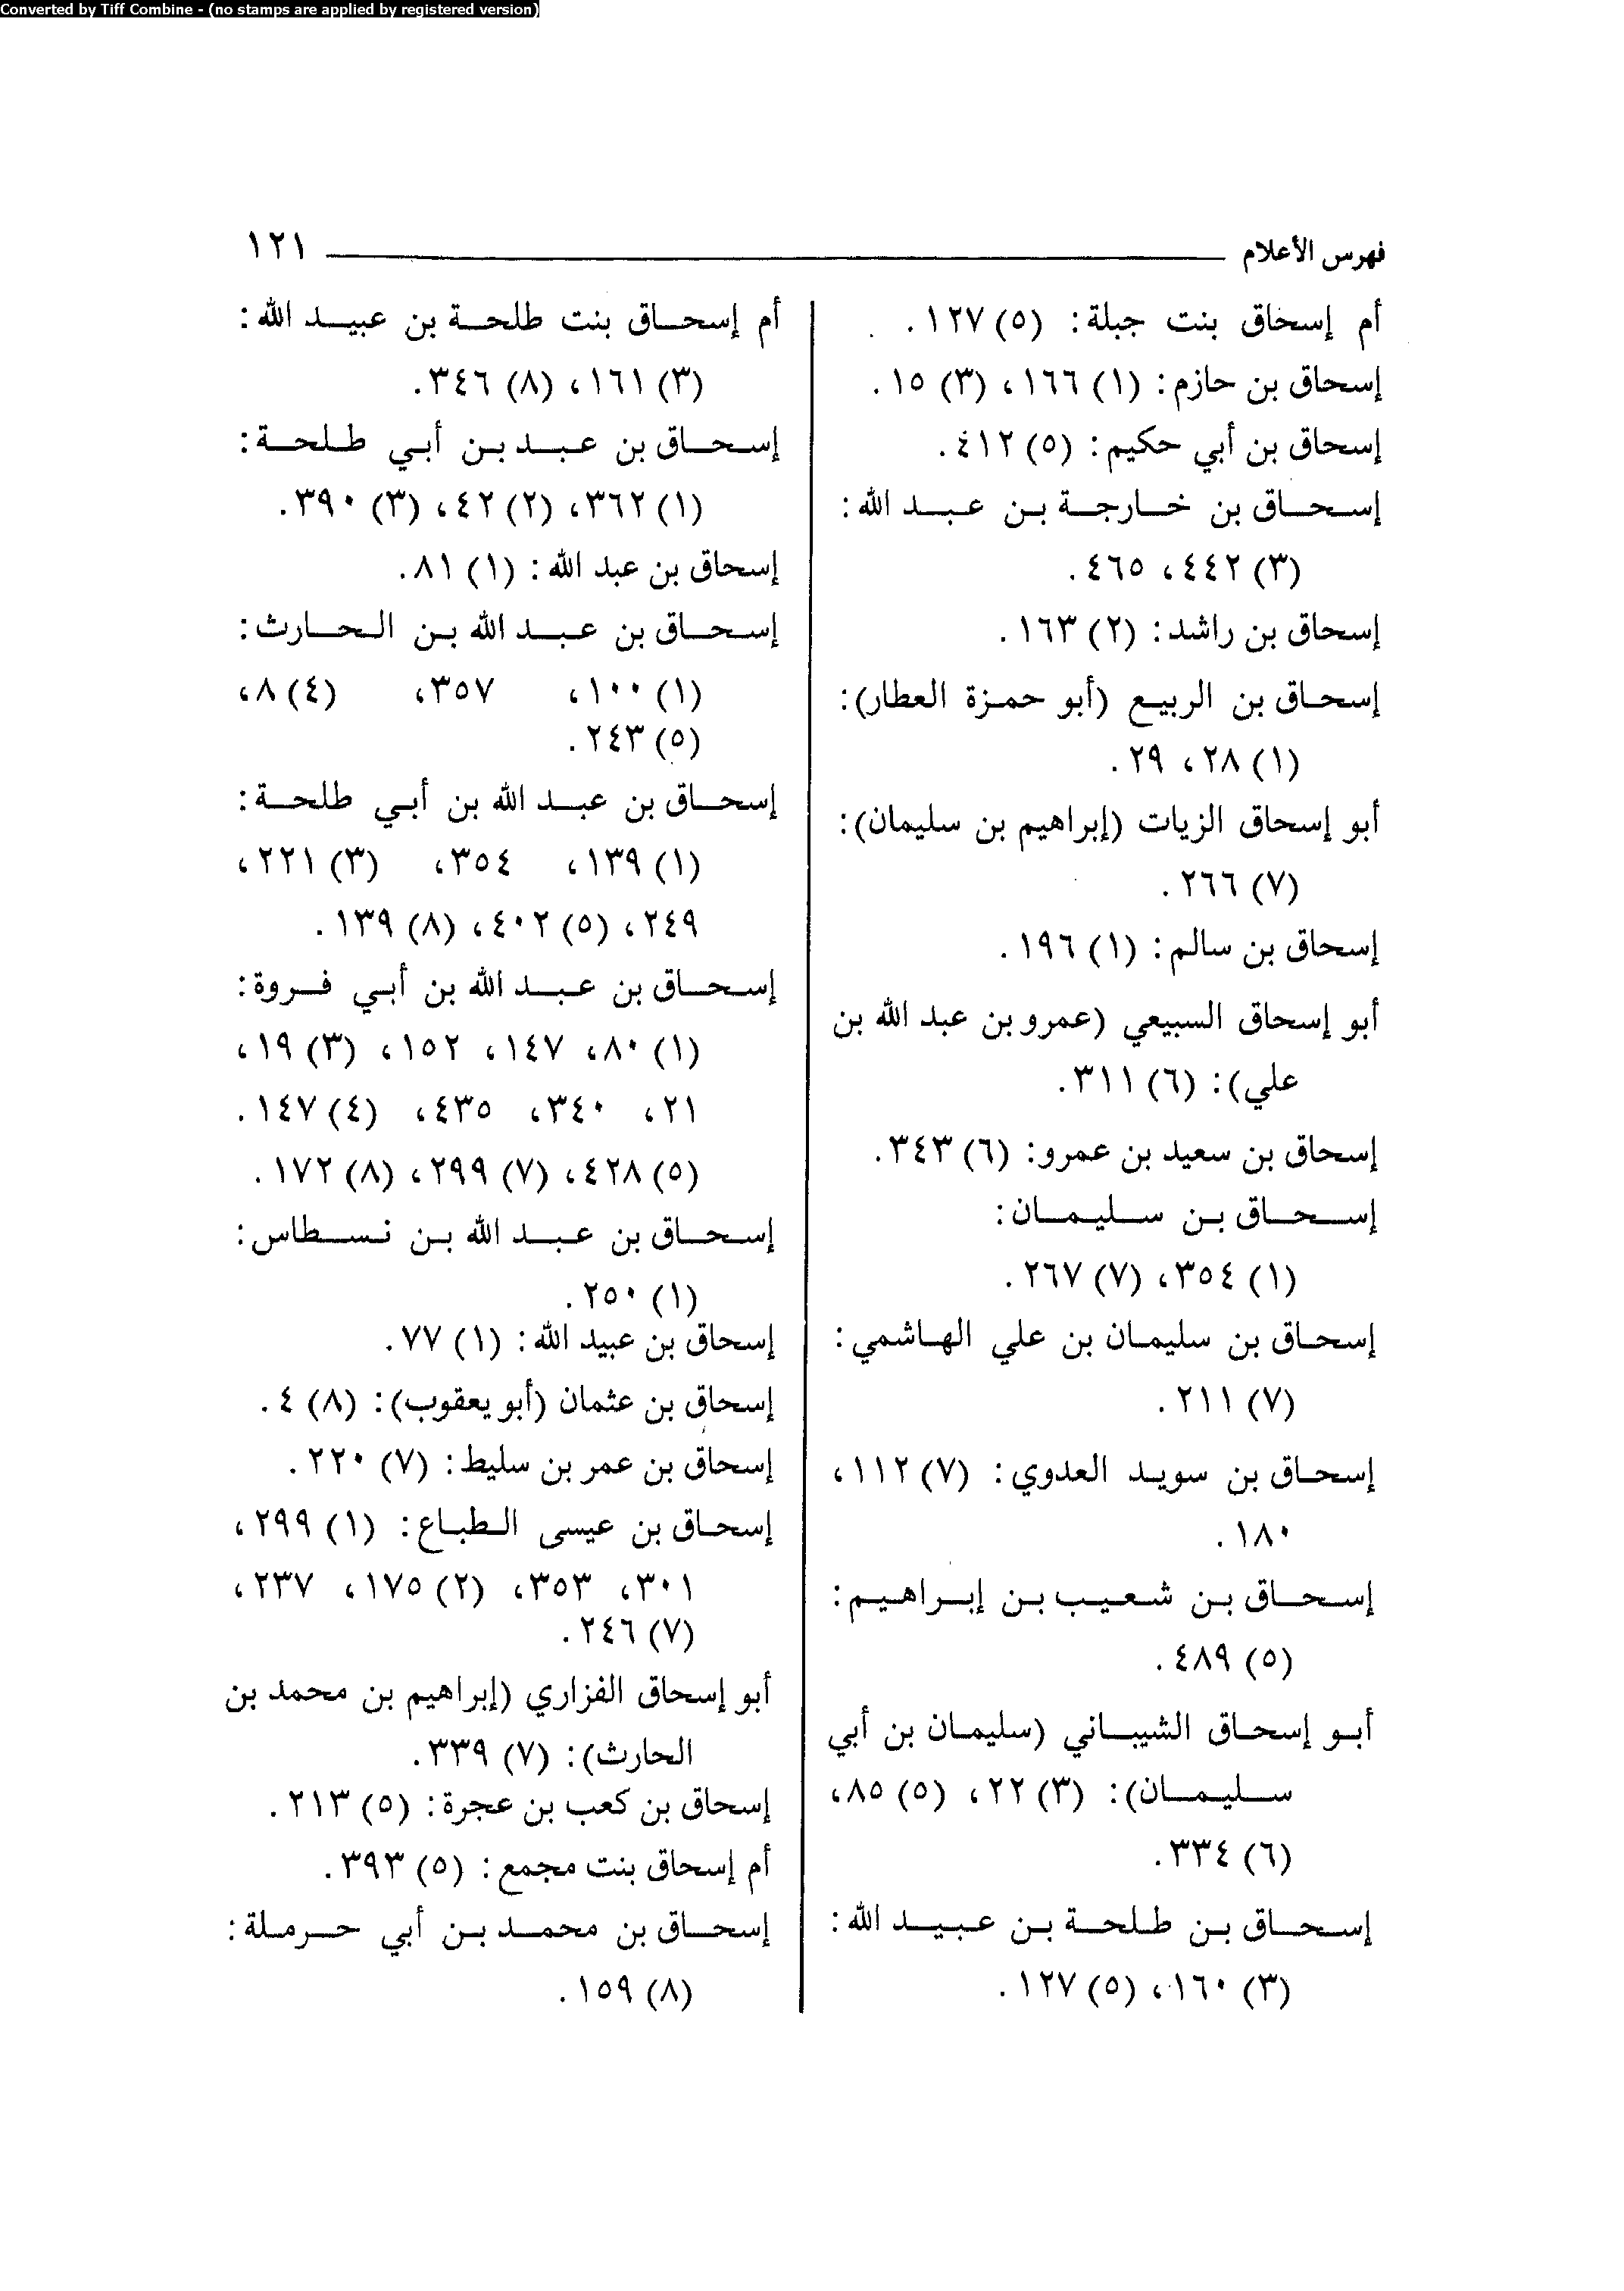 Converted by Tiff Combine - (no stamps are applied by registered version)
فهرس الأعلام ١٢١
أم إسحاق بنت جبلة: (٥) ١٢٧.
إسحاق بن حازم: (١) ١٦٦، (٣) ١٥.
إسحاق بن أبي حكيم: (٥) ٤١٢.
إسحاق بن خارجة بن عبد الله:
(٣) ٤٤٢، ٤٦٥.
إسحاق بن راشد: (٢) ١٦٣.
إسحاق بن الربيع (أبو حمزة العطار):
(١) ٢٨، ٢٩.
أبو إسحاق الزيات (إبراهيم بن سليمان):
(٧) ٢٦٦.
إسحاق بن سالم: (١) ١٩٦.
أبو إسحاق السبيعي (عمرو بن عبد الله بن
علي): (٦) ٣١١.
إسحاق بن سعيد بن عمرو: (٦) ٣٤٣.
إسحاق بن سليمان:
(١) ٣٥٤، (٧) ٢٦٧.
إسحاق بن سليمان بن علي الهاشمي:
(٧) ٢١١.
إسحاق بن سويد العدوي: (٧) ١١٢،
١٨٠.
إسحاق بن شعيب بن إبراهيم:
(٥) ٤٨٩.
أبو إسحاق الشيباني (سليمان بن أبي
سليمان): (٣) ٢٢، (٥) ٨٥،
(٦) ٣٣٤.
إسحاق بن طلحة بن عبيد الله:
(٣) ١٦٠، (٥) ١٢٧.
أم إسحاق بنت طلحة بن عبيد الله:
(٣) ١٦١، (٨) ٣٤٦.
إسحاق بن عبد بن أبي طلحة:
(١) ٣٦٢، (٢) ٤٢، (٣) ٣٩٠.
إسحاق بن عبد الله: (١) ٨١.
إسحاق بن عبد الله بن الحارث:
(١) ١٠٠، ٣٥٧، (٤) ٨،
(٥) ٢٤٣.
إسحاق بن عبد الله بن أبي طلحة:
(١) ١٣٩، ٣٥٤، (٣) ٢٢١،
٢٤٩، (٥) ٤٠٢، (٨) ١٣٩.
إسحاق بن عبد الله بن أبي فروة:
(١) ٨٠، ١٤٧، ١٥٢، (٣) ١٩،
٢١، ٣٤٠، ٤٣٥، (٤) ١٤٧.
(٥) ٤٢٨، (٧) ٢٩٩، (٨) ١٧٢.
إسحاق بن عبد الله بن نسطاس:
(١) ٢٥٠.
إسحاق بن عبيد الله: (١) ٧٧.
إسحاق بن عثمان (أبو يعقوب): (٨) ٤.
إسحاق بن عمر بن سليط: (٧) ٢٢٠.
إسحاق بن عيسى الطباع: (١) ٢٩٩،
٣٠١، ٣٥٣، (٢) ١٧٥، ٢٣٧،
(٧) ٢٤٦.
أبو إسحاق الفزاري (إبراهيم بن محمد بن
الحارث): (٧) ٣٣٩.
إسحاق بن كعب بن عجرة: (٥) ٢١٣.
أم إسحاق بنت مجمع: (٥) ٣٩٣.
إسحاق بن محمد بن أبي حرملة:
(٨) ١٥٩.